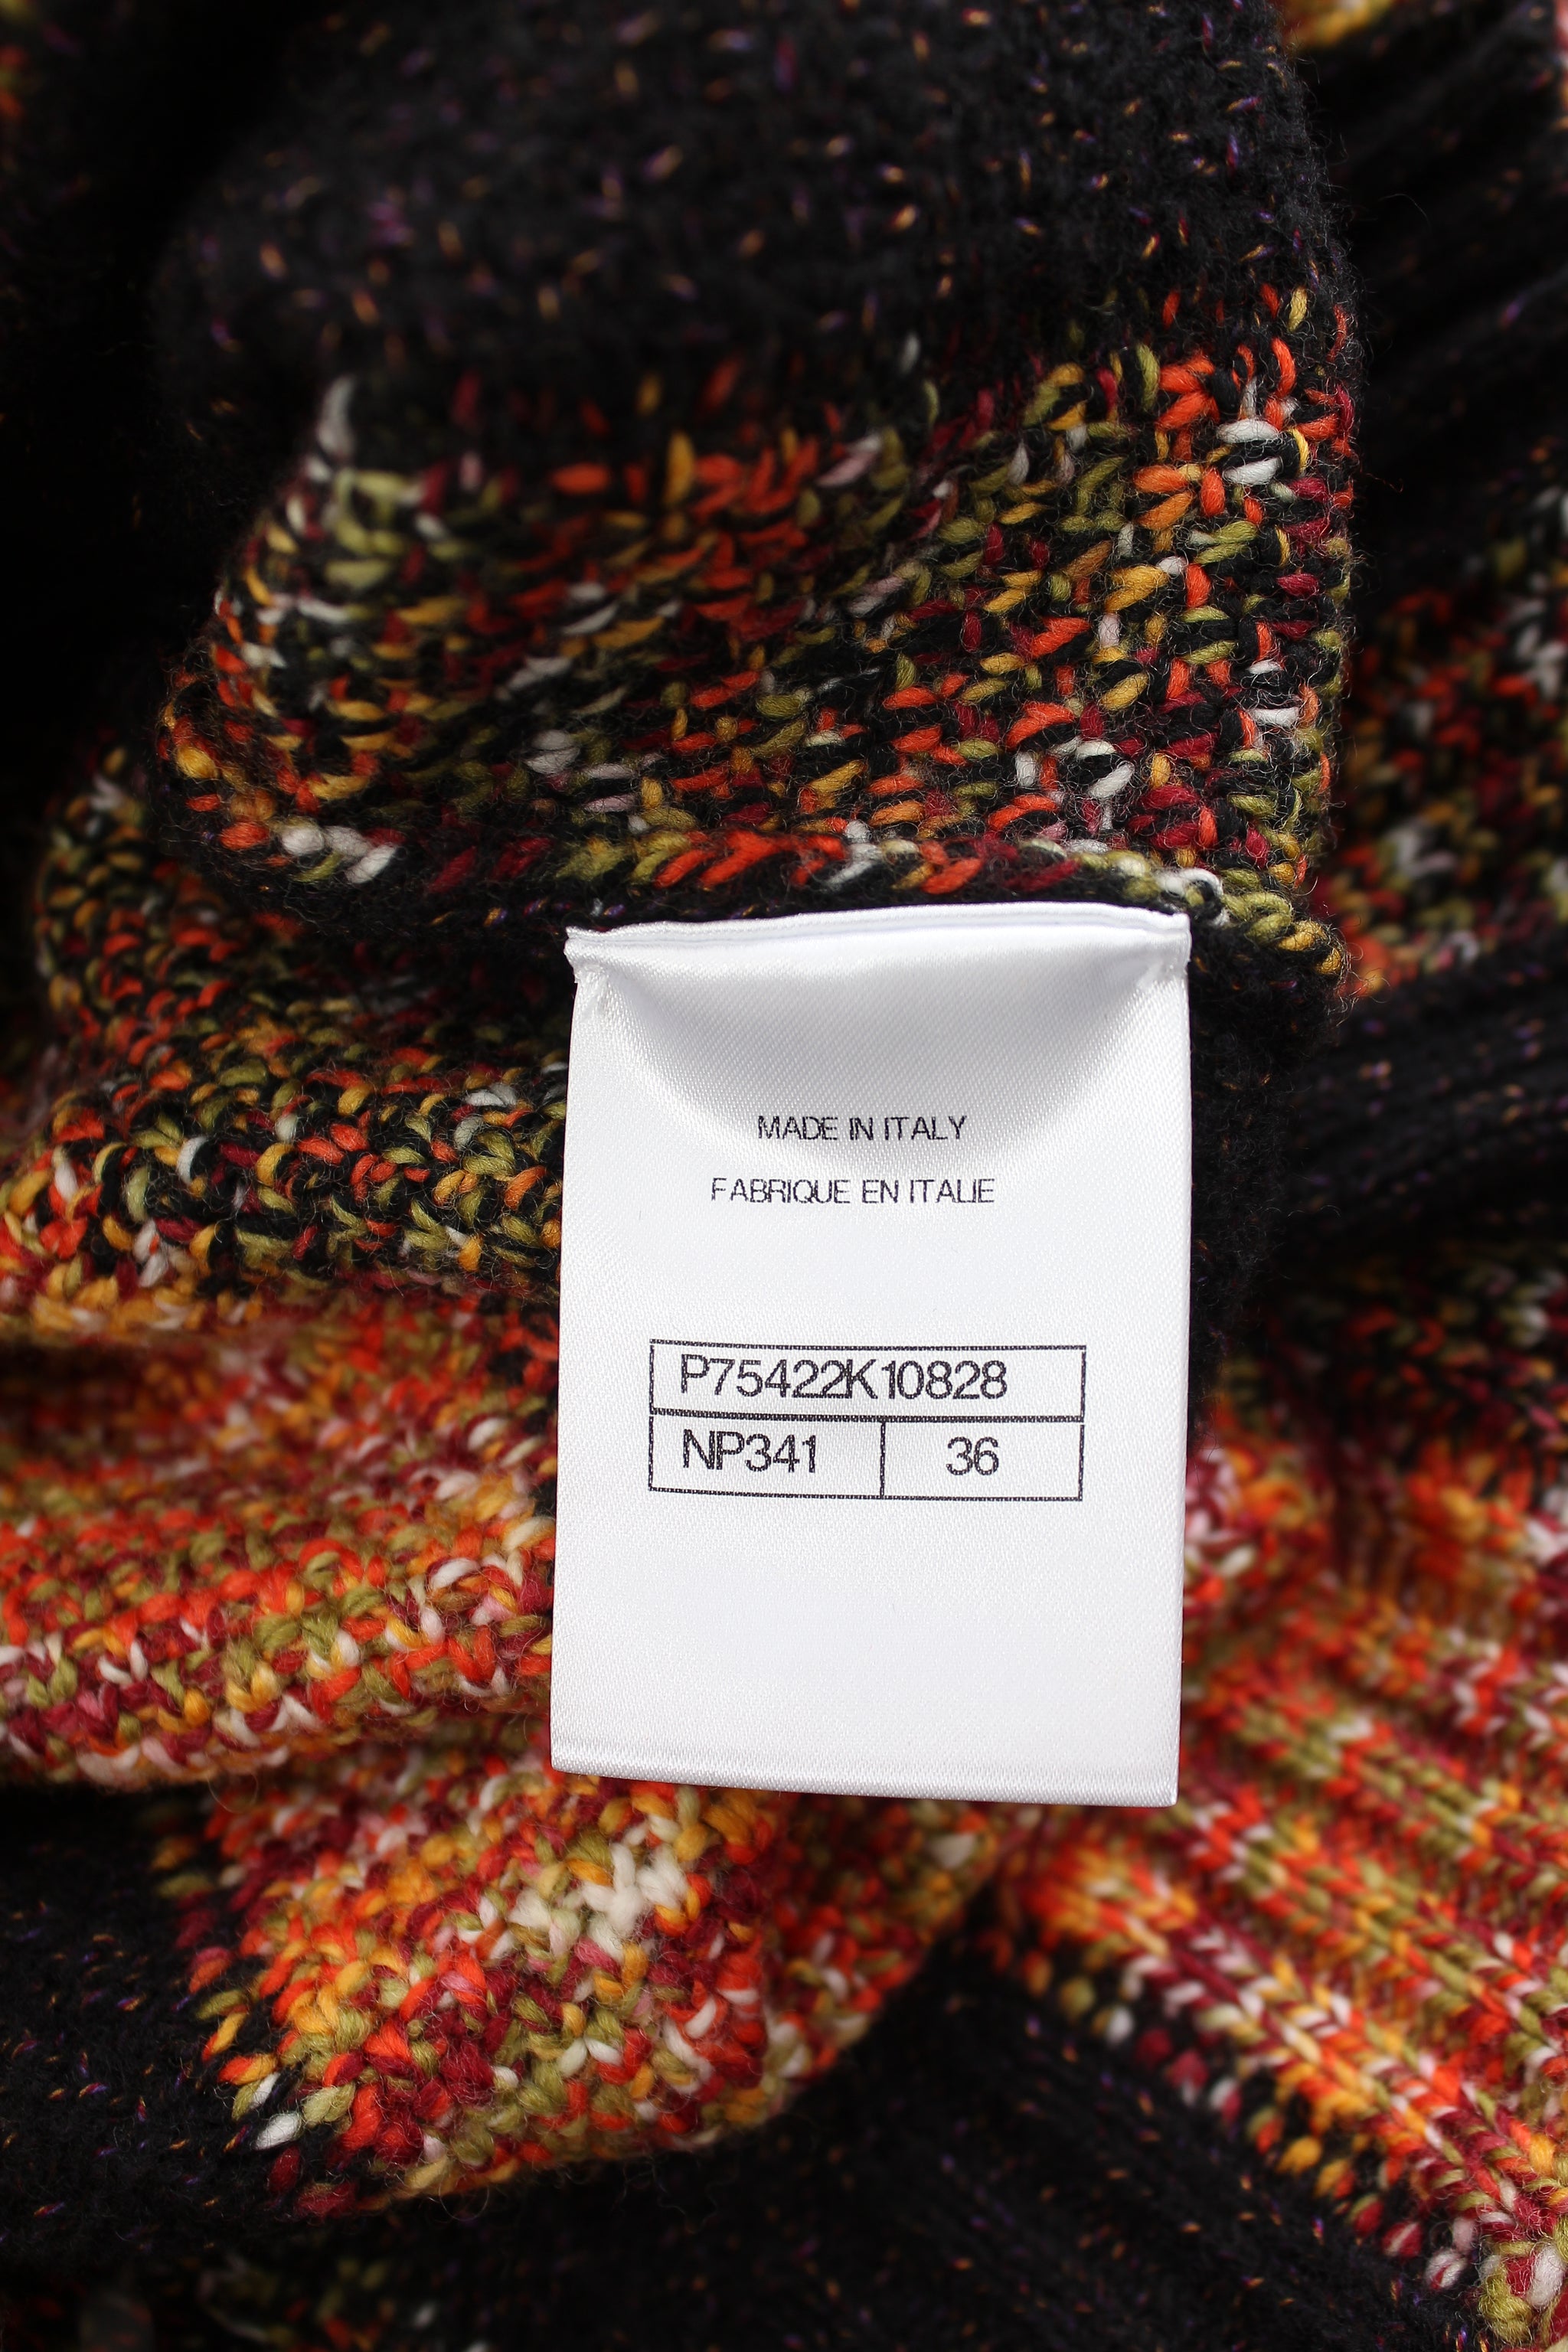 MADE IN ITALY
FABRIQUE EN ITALIE
P75422K10828
NP341 36